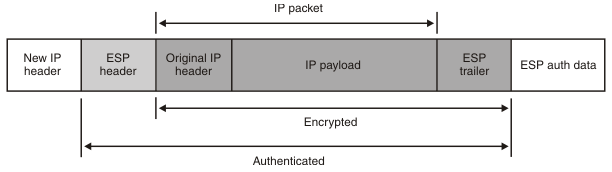 IP packet
New IP header
ESP header
Original IP header
IP payload
ESP trailer
ESP auth data
Encrypted
Authenticated